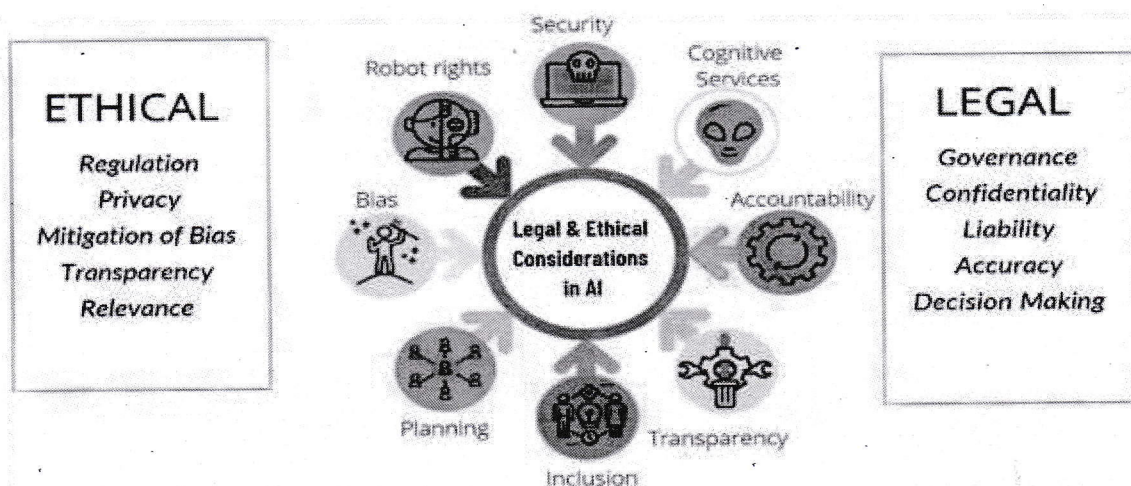 ETHICAL
Regulation
Privacy
Mitigation of Bias
Transparency
Relevance
Security
Robot rights
Cognitive
Services
Bias
Accountability
Legal & Ethical
Considerations
in AI
Planning
Inclusion
Transparency
LEGAL
Governance
Confidentiality
Liability
Accuracy
Decision Making